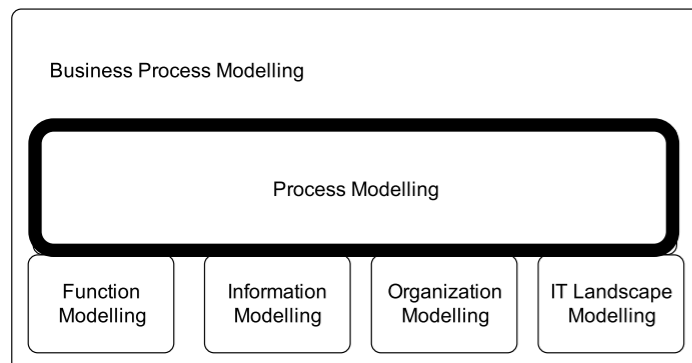 Business Process Modelling
Process Modelling
Function
Modelling
Information
Modelling
Organization
Modelling
IT Landscape
Modelling